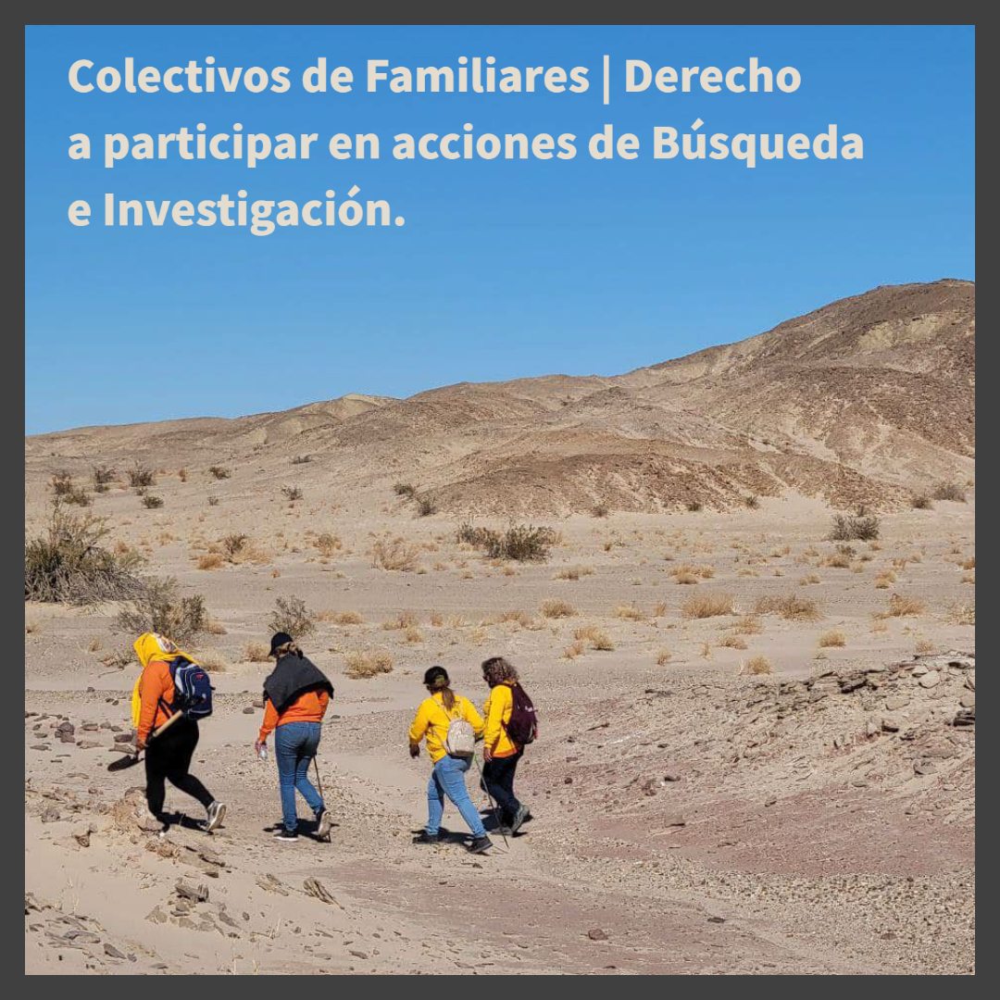 Colectivos de Familiares | Derecho
a participar en acciones de Búsqueda
e Investigación.